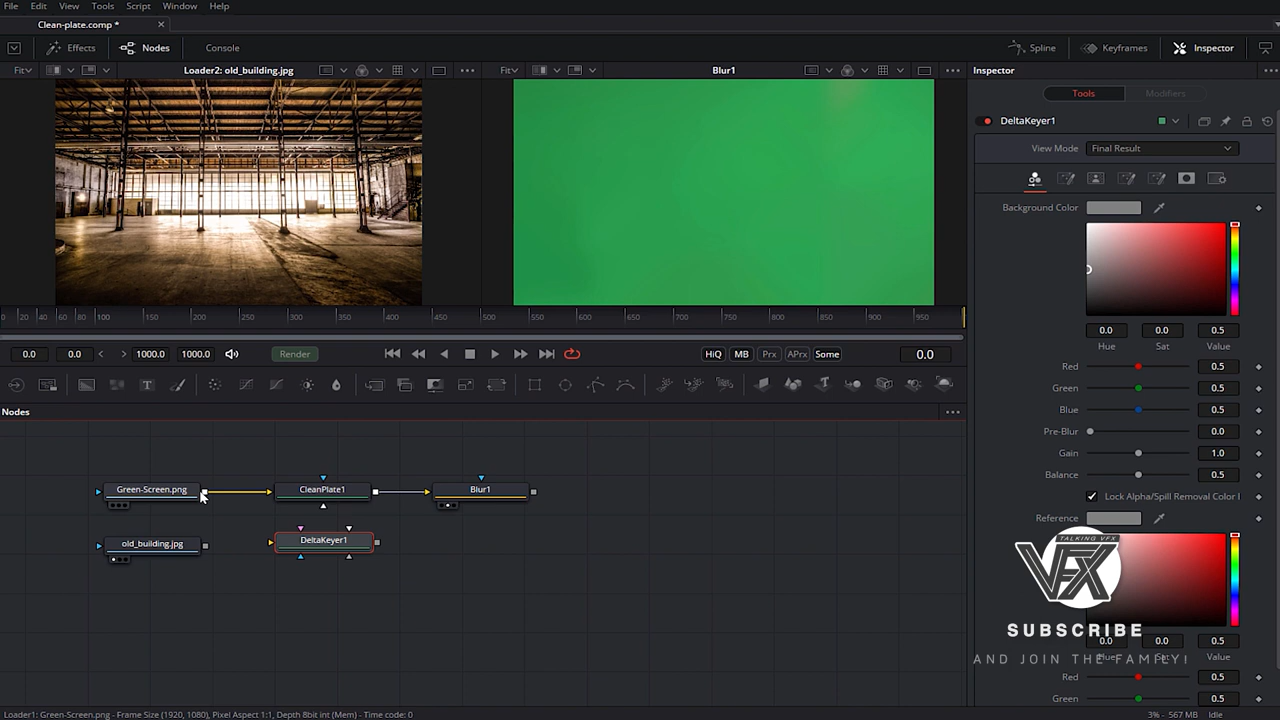 File Edit View Tools Script Window Help
Clean-plate.comp *
Effects Nodes Console Spline Keyframes Inspector
Fit Loader2: old_building.jpg Fit Blur1 Inspector
Tools Modifiers
DeltaKeyer1
View Mode Final Result
Background Color
0.0 0.0 0.5
Hue Sat Value
Red 0.5
Green 0.5
Blue 0.5
Pre-Blur 0.0
Gain 1.0
Balance 0.5
Lock Alpha/Spill Removal Color
Reference
0 20 40 60 80 100 150 200 250 300 350 400 450 500 550 600 650 700 750 800 850 900 950
0.0 0.0 1000.0 1000.0 Render HiQ MB Prx APrx Some 0.0
Nodes
Green-Screen.png CleanPlate1 Blur1
old_building.jpg DeltaKeyer1
TALKING VFX
VFX
SUBSCRIBE
AND JOIN THE FAMILY!
0.0 0.0 0.5
Hue Sat Value
Red 0.5
Green 0.5
Loader1: Green-Screen.png - Frame Size (1920, 1080), Pixel Aspect 1:1, Depth 8bit int (Mem) - Time code: 0 3% - 567 MB Idle